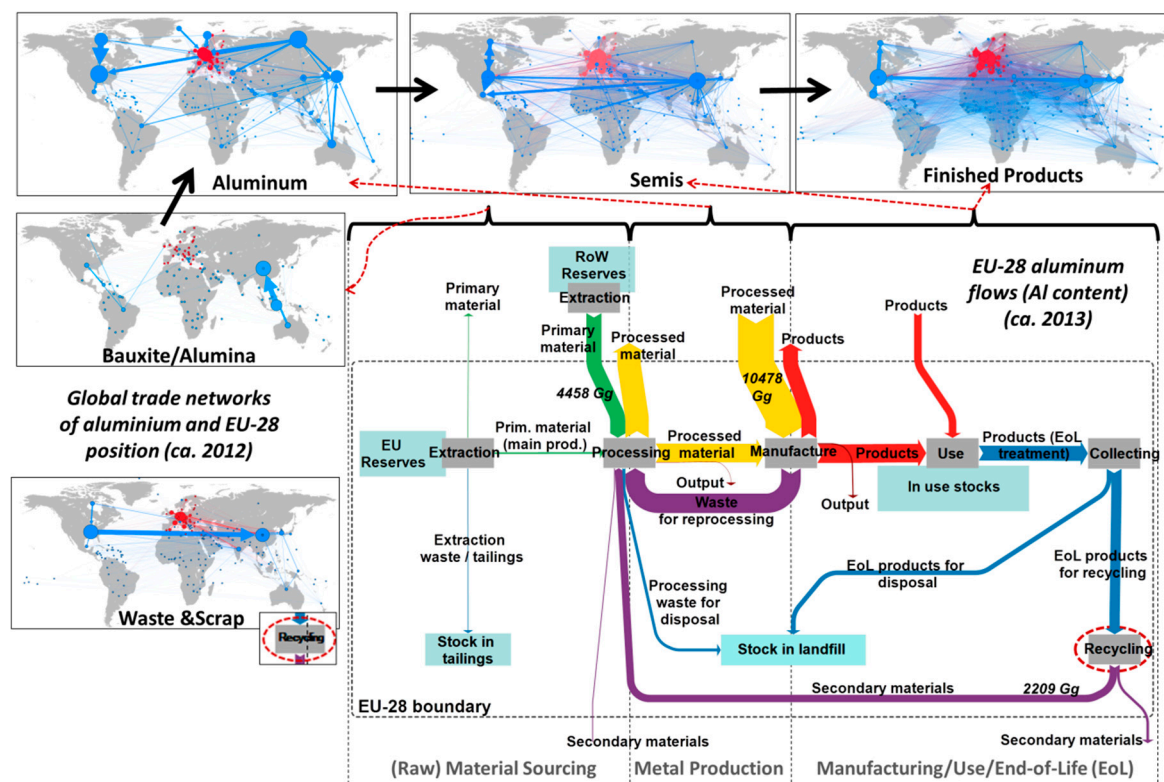 Aluminum
Semis
Finished Products
Bauxite/Alumina
Global trade networks
of aluminium and EU-28
position (ca. 2012)
Waste &Scrap
Recycling
EU-28 aluminum
flows (Al content)
(ca. 2013)
RoW
Reserves
Extraction
Primary
material
Primary
material
Processed
material
Processed
material
Products
Products
4458 Gg
10478
Gg
EU
Reserves
Extraction
Prim. material
(main prod.)
Processing
Processed
material
Manufacture
Products
Use
Products (EoL
treatment)
Collecting
In use stocks
Output
Output
Waste
for reprocessing
Extraction
waste / tailings
Processing
waste for
disposal
EoL products for
disposal
EoL products
for recycling
Stock in
tailings
Stock in landfill
Recycling
Secondary materials
2209 Gg
EU-28 boundary
Secondary materials
Secondary materials
(Raw) Material Sourcing
Metal Production
Manufacturing/Use/End-of-Life (EoL)